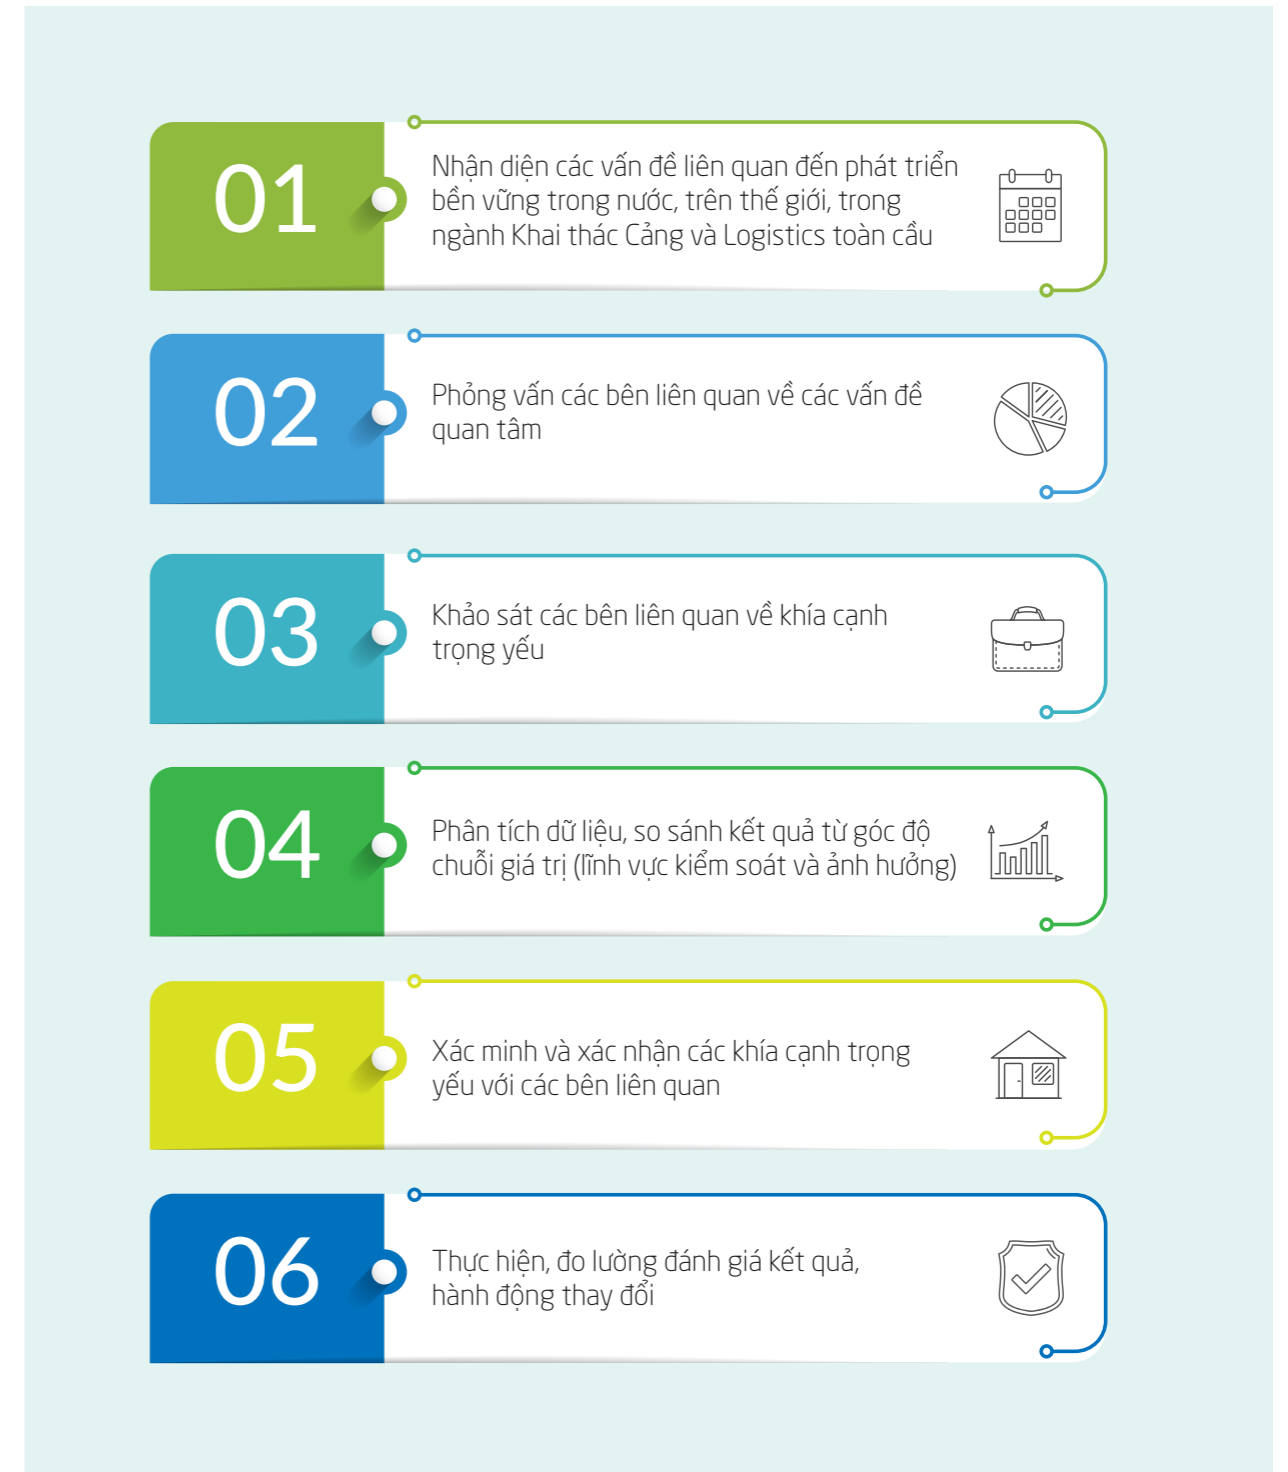 01
Nhận diện các vấn đề liên quan đến phát triển
bền vững trong nước, trên thế giới, trong
ngành Khai thác Cảng và Logistics toàn cầu
02
Phỏng vấn các bên liên quan về các vấn đề
quan tâm
03
Khảo sát các bên liên quan về khía cạnh
trọng yếu
04
Phân tích dữ liệu, so sánh kết quả từ góc độ
chuỗi giá trị (lĩnh vực kiểm soát và ảnh hưởng)
05
Xác minh và xác nhận các khía cạnh trọng
yếu với các bên liên quan
06
Thực hiện, đo lường đánh giá kết quả,
hành động thay đổi